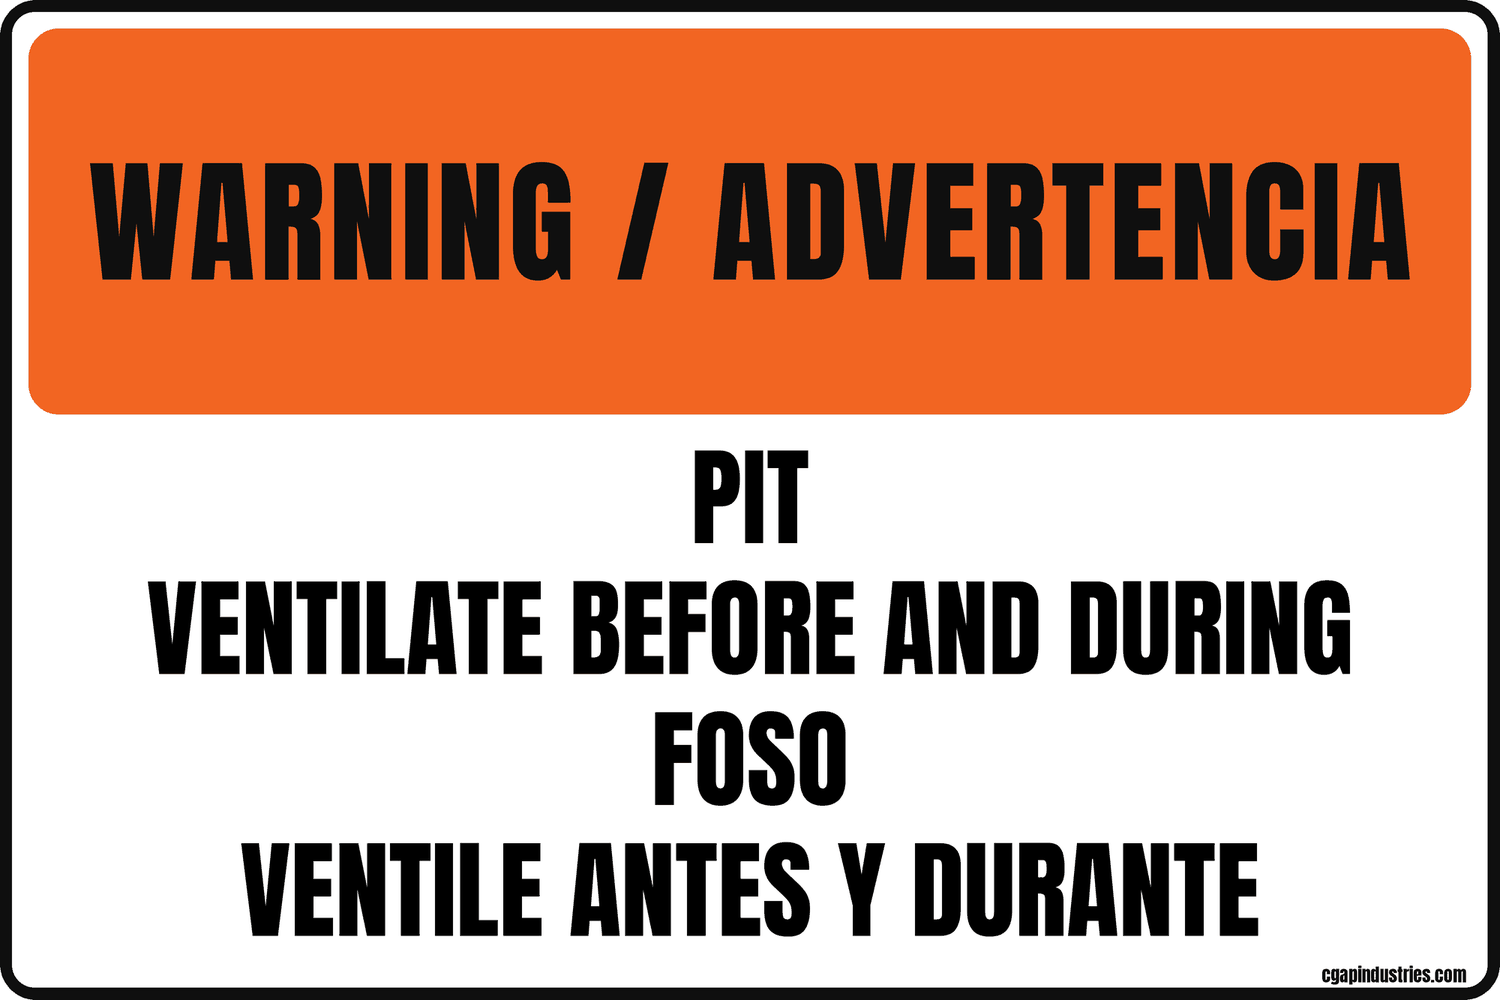 WARNING / ADVERTENCIA
PIT
VENTILATE BEFORE AND DURING
FOSO
VENTILE ANTES Y DURANTE
cgapindustries.com